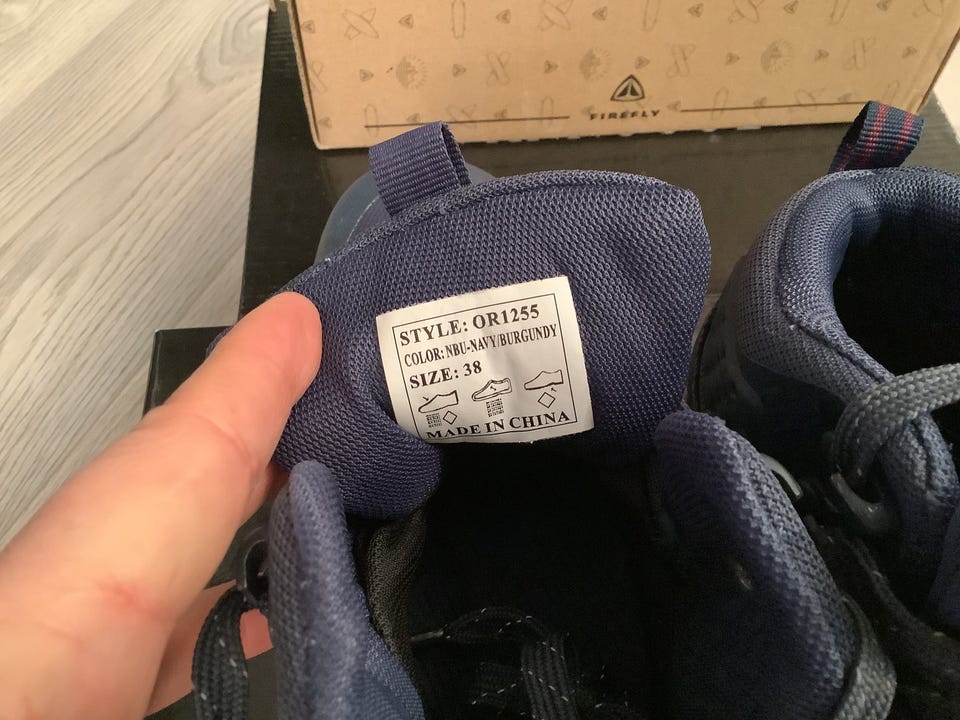 FIREFLY
STYLE: OR1255
COLOR: NBU-NAVY/BURGUNDY
SIZE: 38
MADE IN CHINA